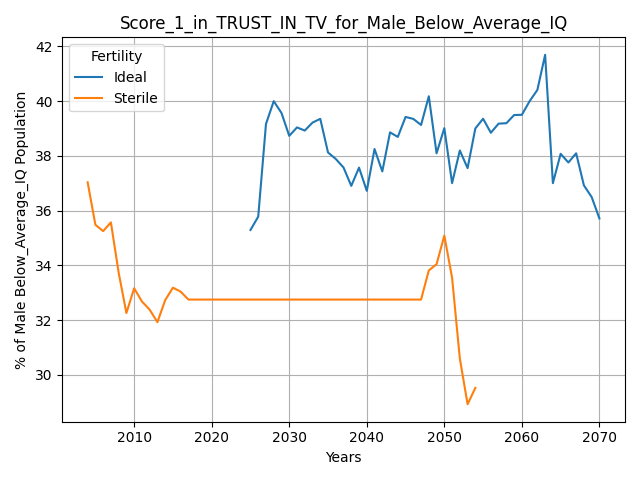 Score_1_in_TRUST_IN_TV_for_Male_Below_Average_IQ
Fertility
Ideal
Sterile
% of Male Below_Average_IQ Population
42
40
38
36
34
32
30
2010
2020
2030
2040
2050
2060
2070
Years